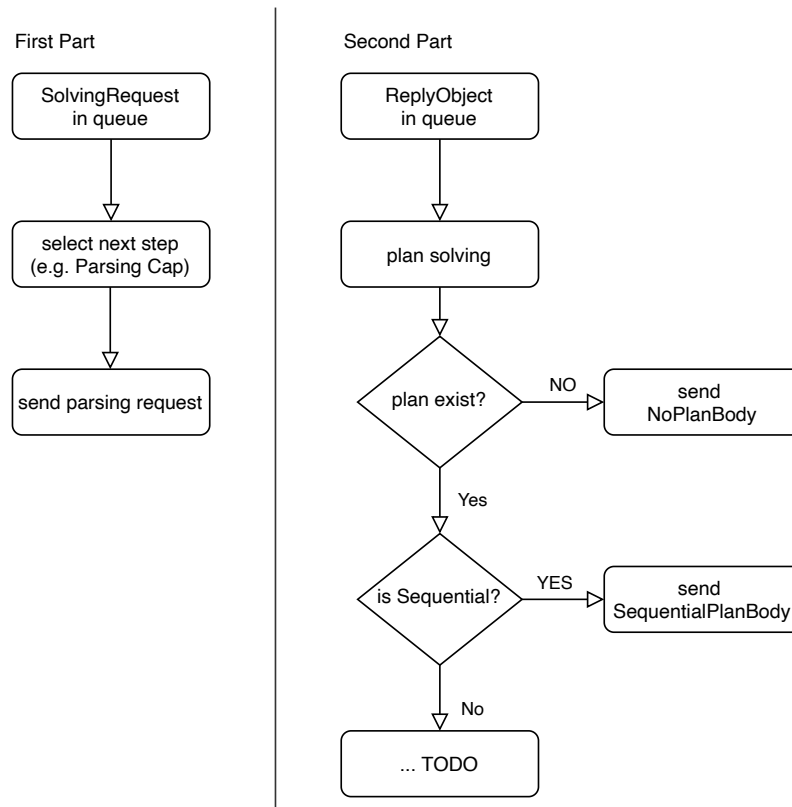 First Part
SolvingRequest
in queue
select next step
(e.g. Parsing Cap)
send parsing request
Second Part
ReplyObject
in queue
plan solving
plan exist?
NO
send
NoPlanBody
Yes
is Sequential?
YES
send
SequentialPlanBody
No
... TODO